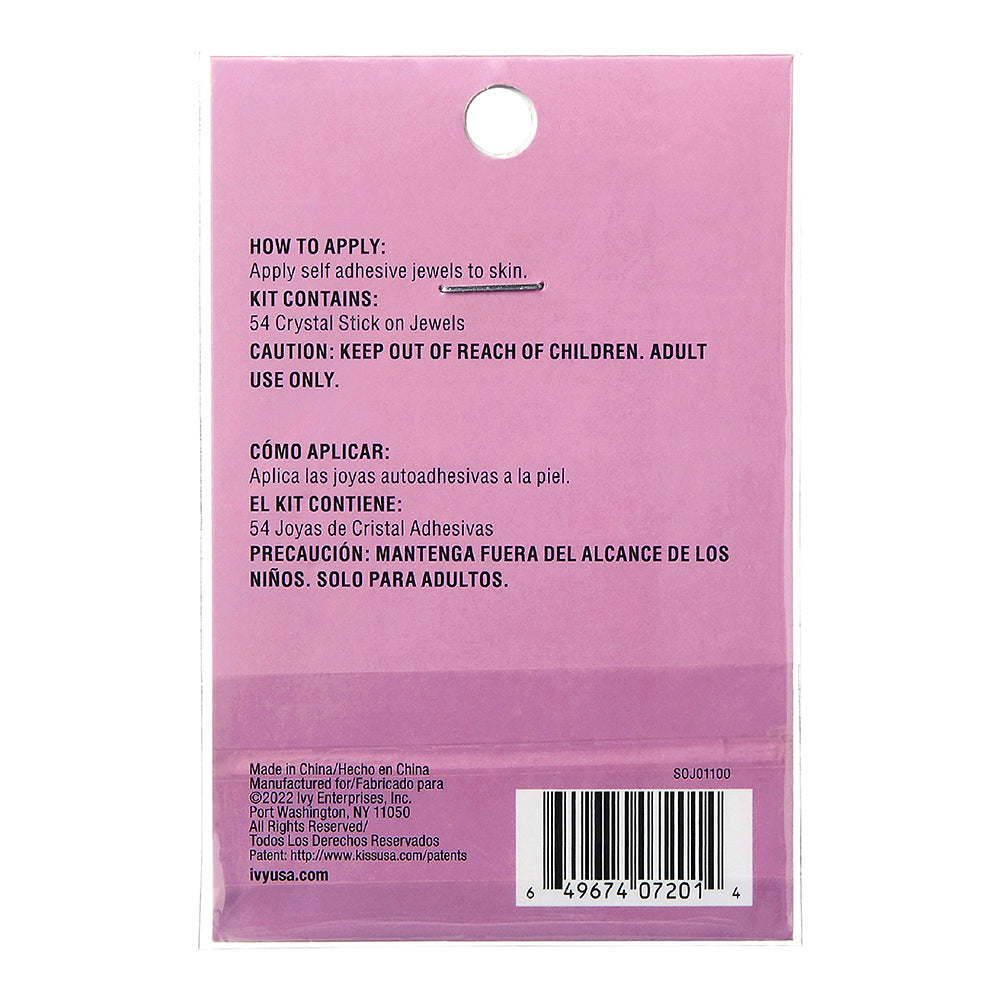 HOW TO APPLY:
Apply self adhesive jewels to skin.
KIT CONTAINS:
54 Crystal Stick on Jewels
CAUTION: KEEP OUT OF REACH OF CHILDREN. ADULT
USE ONLY.
CÓMO APLICAR:
Aplica las joyas autoadhesivas a la piel.
EL KIT CONTIENE:
54 Joyas de Cristal Adhesivas
PRECAUCIÓN: MANTENGA FUERA DEL ALCANCE DE LOS
NIÑOS. SOLO PARA ADULTOS.
Made in China/Hecho en China
Manufactured for/Fabricado para
©2022 Ivy Enterprises, Inc.
Port Washington, NY 11050
All Rights Reserved/
Todos Los Derechos Reservados
Patent: http://www.kissusa.com/patents
ivyusa.com
SOJ01100
6 49674 07201 4